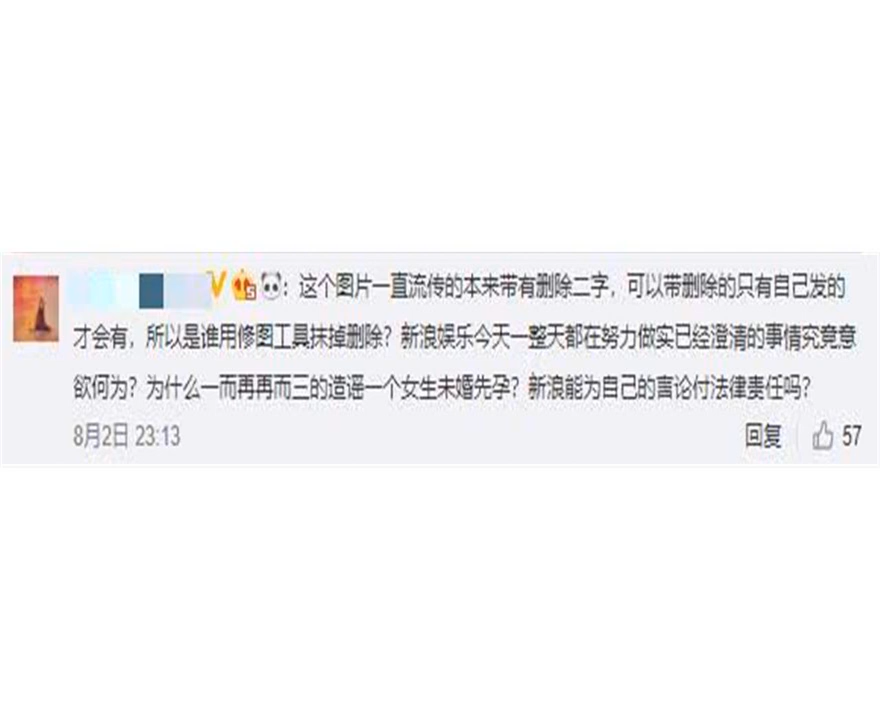 ：这个图片一直流传的本来带有删除二字，可以带删除的只有自己发的
才会有，所以是谁用修图工具抹掉删除？新浪娱乐今天一整天都在努力做实已经澄清的事情究竟意
欲何为？为什么一而再再而三的造谣一个女生未婚先孕？新浪能为自己的言论付法律责任吗？
8月2日 23:13 回复 57